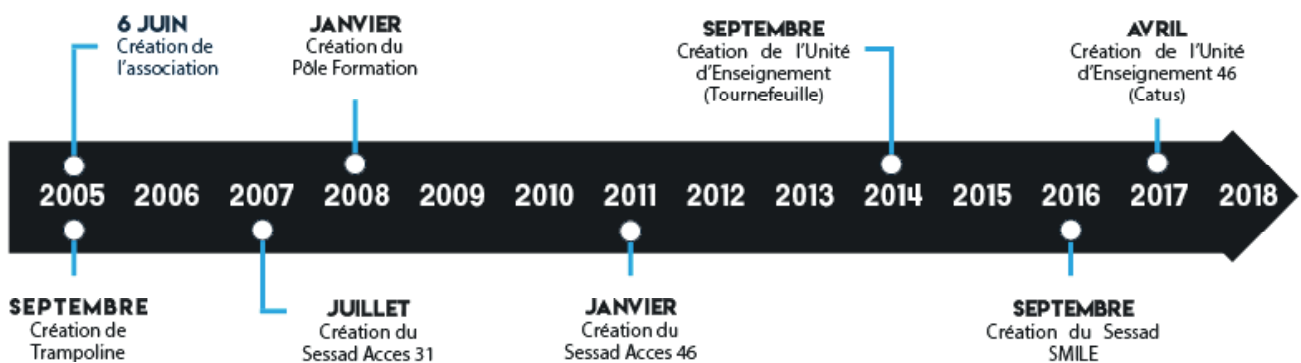 6 JUIN
Création de
l'association
JANVIER
Création du
Pôle Formation
SEPTEMBRE
Création de l'Unité
d'Enseignement
(Tournefeuille)
AVRIL
Création de l'Unité
d'Enseignement 46
(Catus)
2005 2006 2007 2008 2009 2010 2011 2012 2013 2014 2015 2016 2017 2018
SEPTEMBRE
Création de
Trampoline
JUILLET
Création du
Sessad Acces 31
JANVIER
Création du
Sessad Acces 46
SEPTEMBRE
Création du Sessad
SMILE